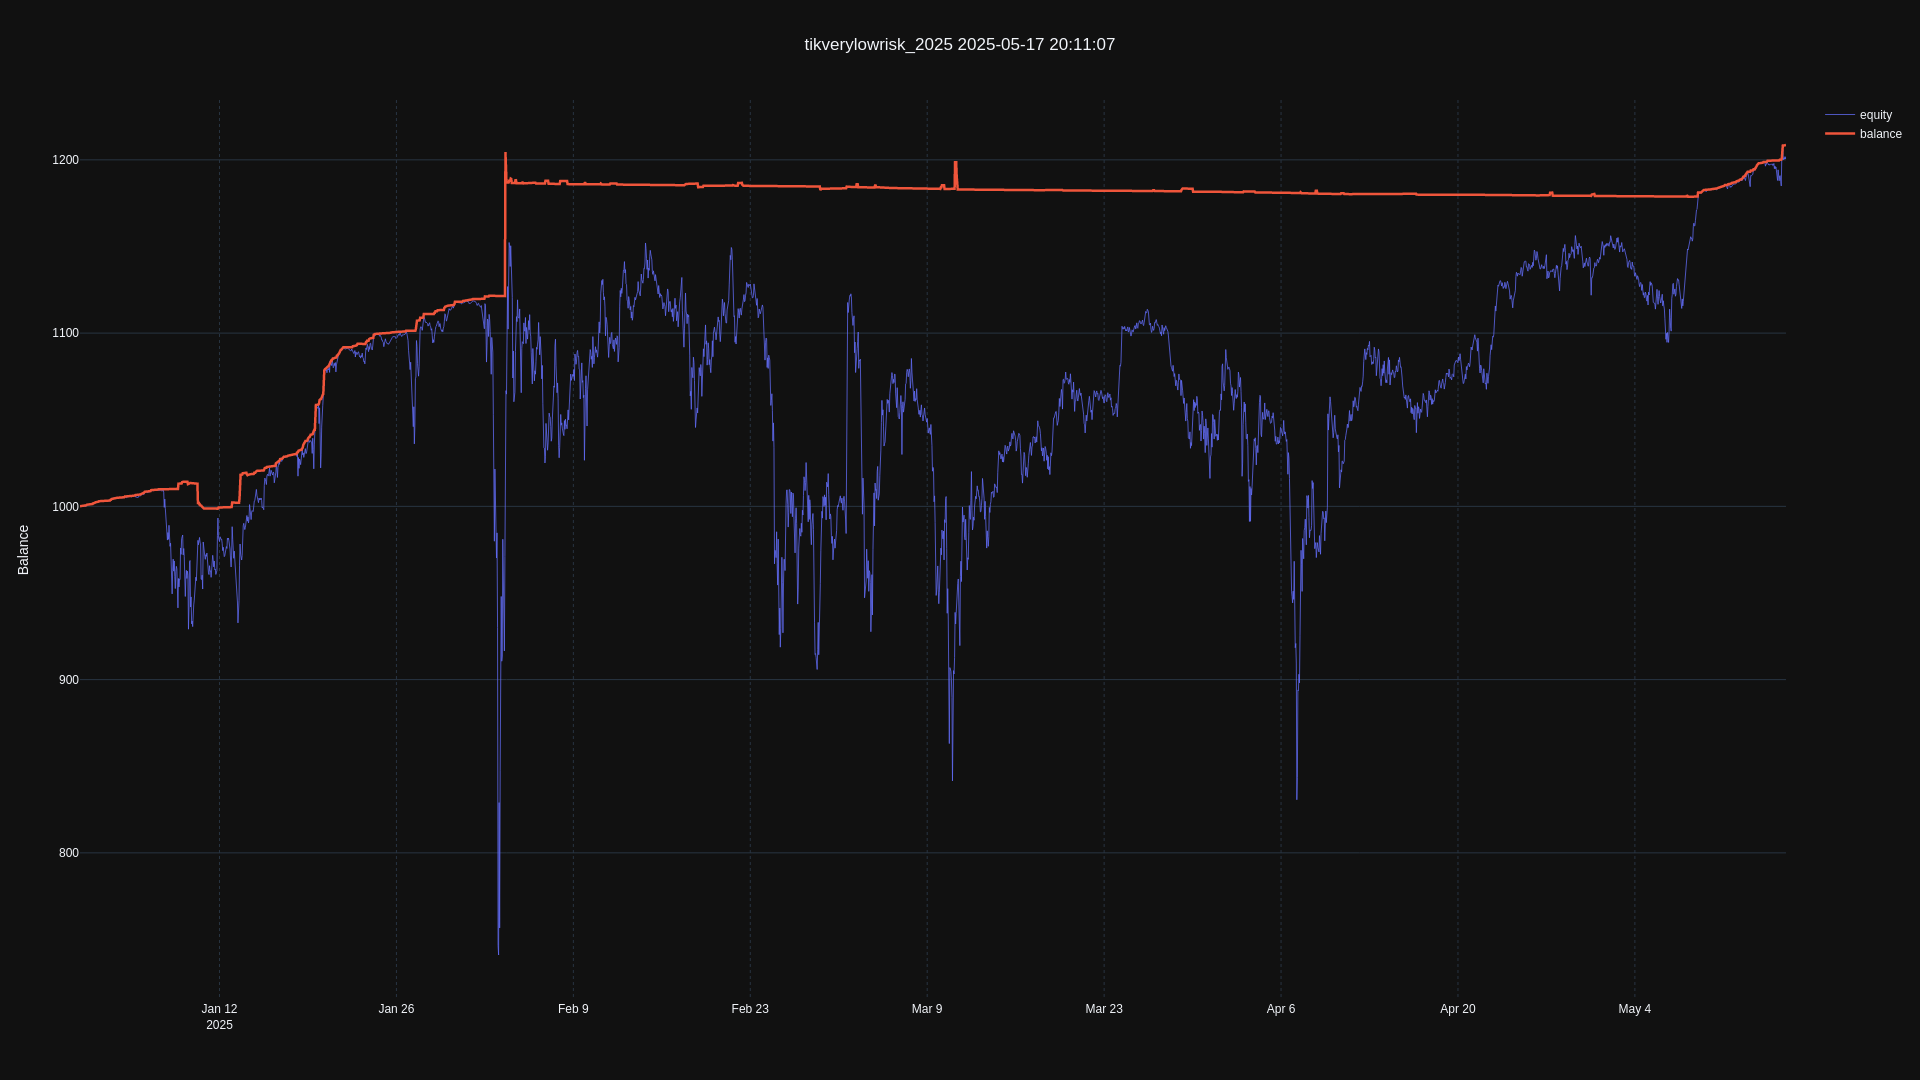 tikverylowrisk_2025 2025-05-17 20:11:07
equity
balance
1200
1100
1000
900
800
Balance
Jan 12
2025
Jan 26
Feb 9
Feb 23
Mar 9
Mar 23
Apr 6
Apr 20
May 4